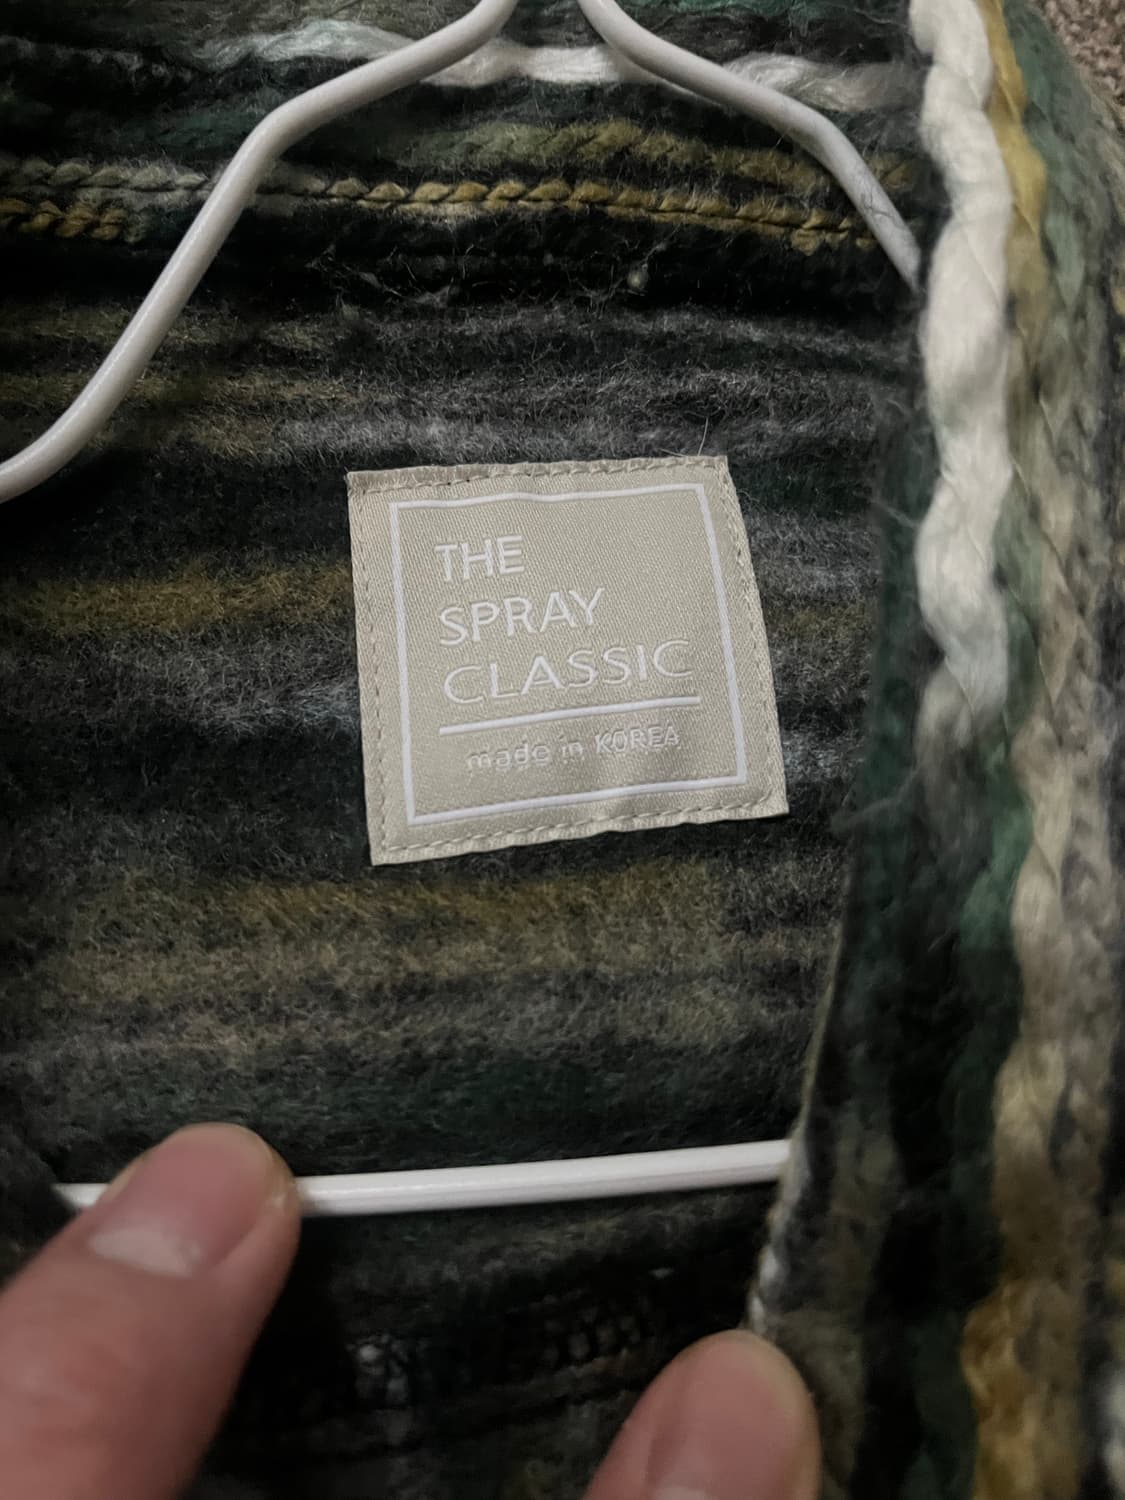 THE
SPRAY
CLASSIC
made in KOREA